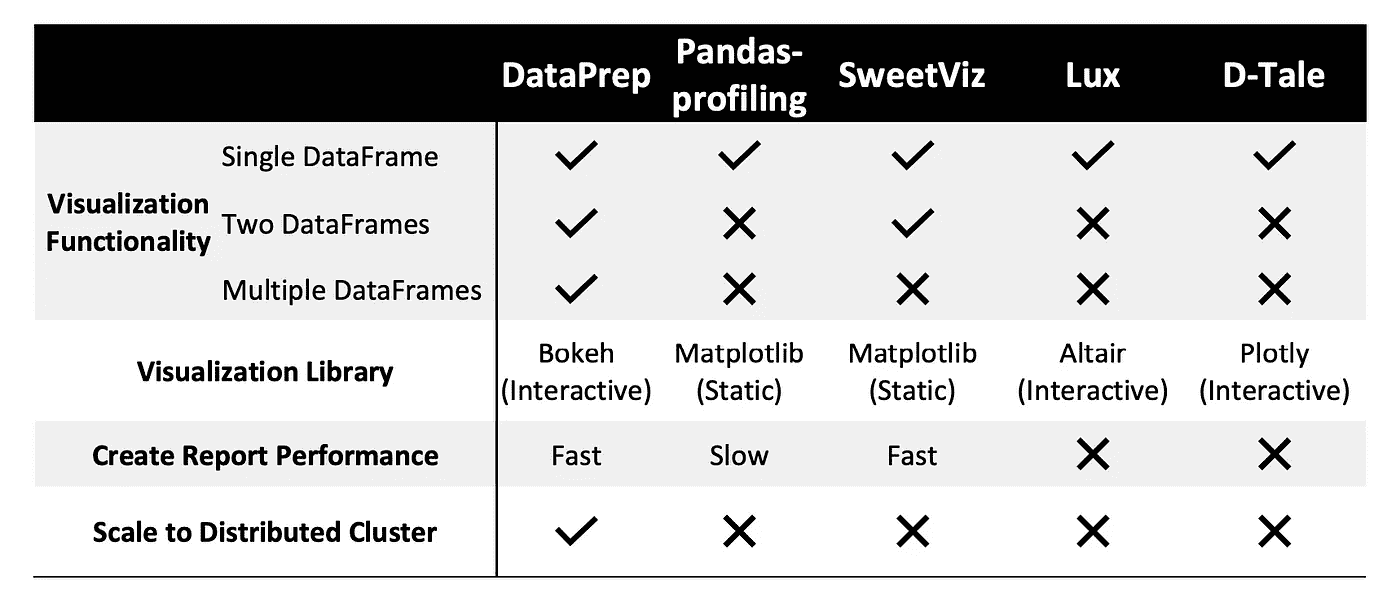 DataPrep Pandas-profiling SweetViz Lux D-Tale
Visualization Functionality
Single DataFrame ✓ ✓ ✓ ✓ ✓
Two DataFrames ✓ ✕ ✓ ✕ ✕
Multiple DataFrames ✓ ✕ ✕ ✕ ✕
Visualization Library Bokeh (Interactive) Matplotlib (Static) Matplotlib (Static) Altair (Interactive) Plotly (Interactive)
Create Report Performance Fast Slow Fast ✕ ✕
Scale to Distributed Cluster ✓ ✕ ✕ ✕ ✕